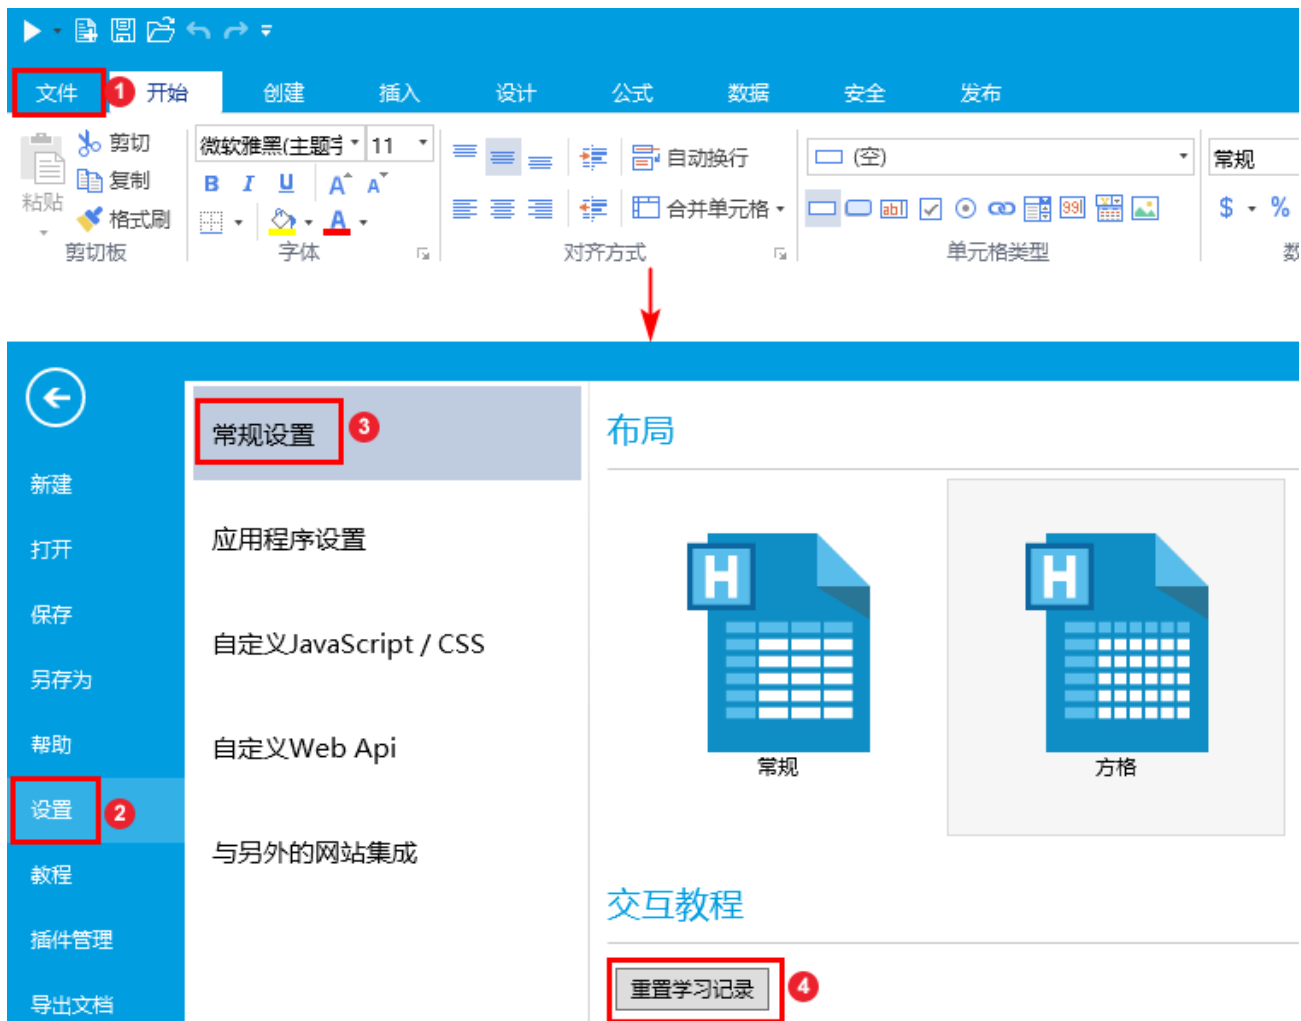 文件 1 开始 创建 插入 设计 公式 数据 安全 发布
剪切 微软雅黑(主题字 11 自动换行 (空) 常规
复制 B I U A A
粘贴 格式刷 A 合并单元格 ab 99 $ %
剪切板 字体 对齐方式 单元格类型
常规设置 3 布局
新建
打开 应用程序设置
H H
保存
自定义JavaScript / CSS
另存为
帮助 自定义Web Api
常规 方格
设置 2
与另外的网站集成
教程
交互教程
插件管理
重置学习记录 4
导出文档